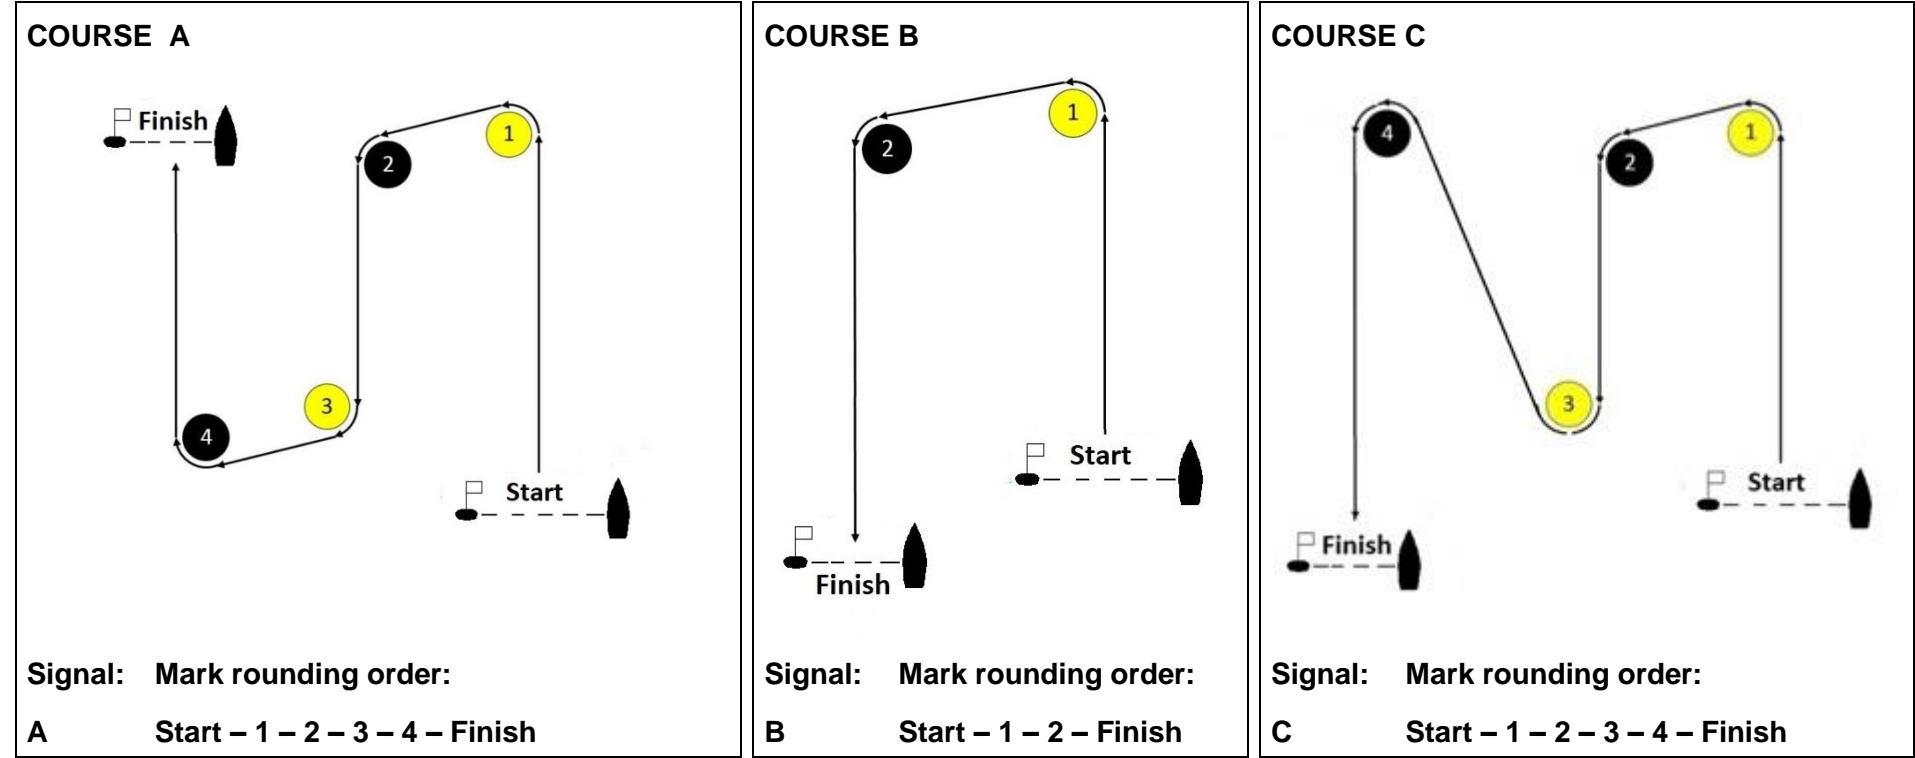 COURSE A
Finish
1
2
3
4
Start
Signal: Mark rounding order:
A Start – 1 – 2 – 3 – 4 – Finish
COURSE B
1
2
Start
Finish
Signal: Mark rounding order:
B Start – 1 – 2 – Finish
COURSE C
4
1
2
3
Start
Finish
Signal: Mark rounding order:
C Start – 1 – 2 – 3 – 4 – Finish